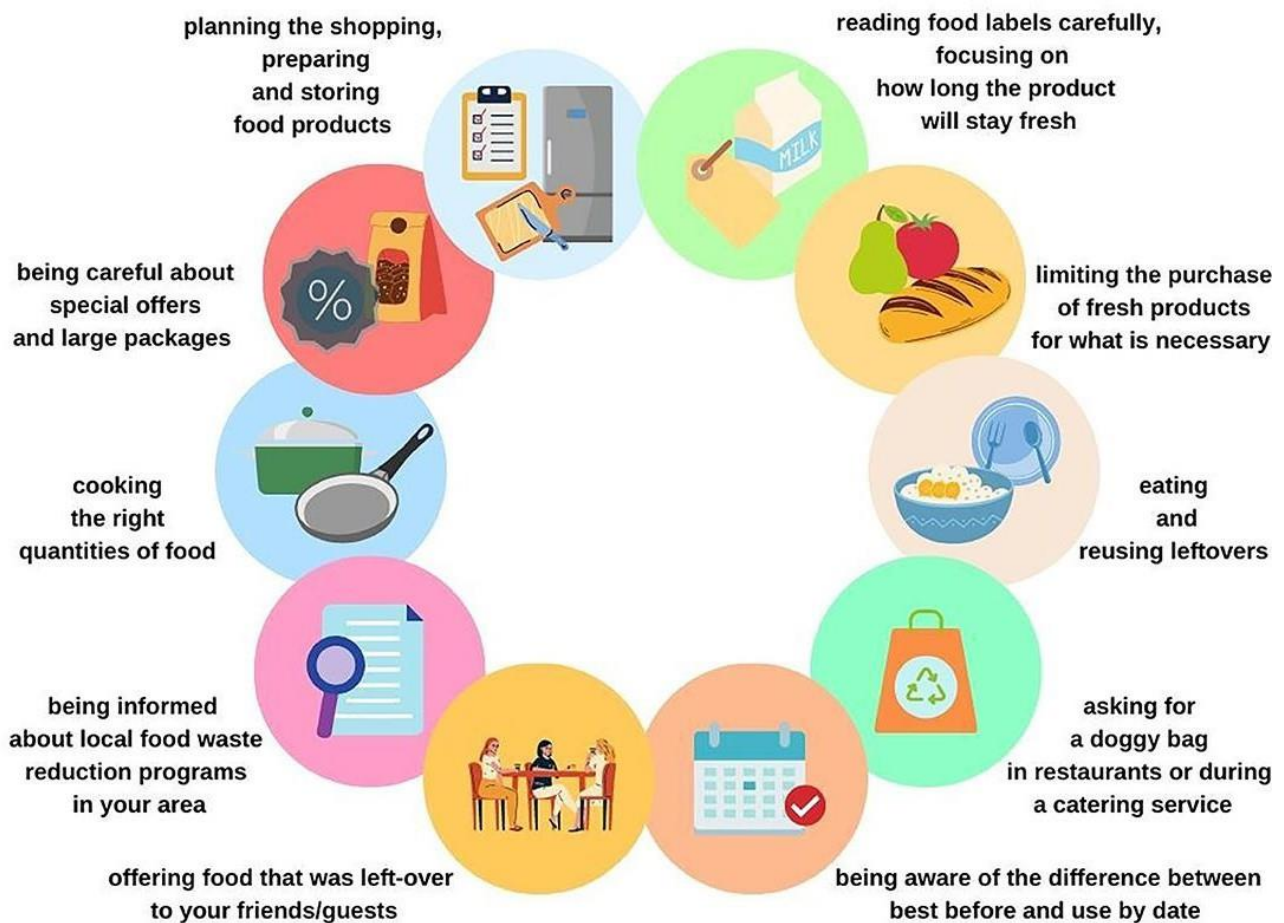 planning the shopping,
preparing
and storing
food products
reading food labels carefully,
focusing on
how long the product
will stay fresh
MILK
being careful about
special offers
and large packages
%
limiting the purchase
of fresh products
for what is necessary
cooking
the right
quantities of food
eating
and
reusing leftovers
being informed
about local food waste
reduction programs
in your area
asking for
a doggy bag
in restaurants or during
a catering service
offering food that was left-over
to your friends/guests
being aware of the difference between
best before and use by date